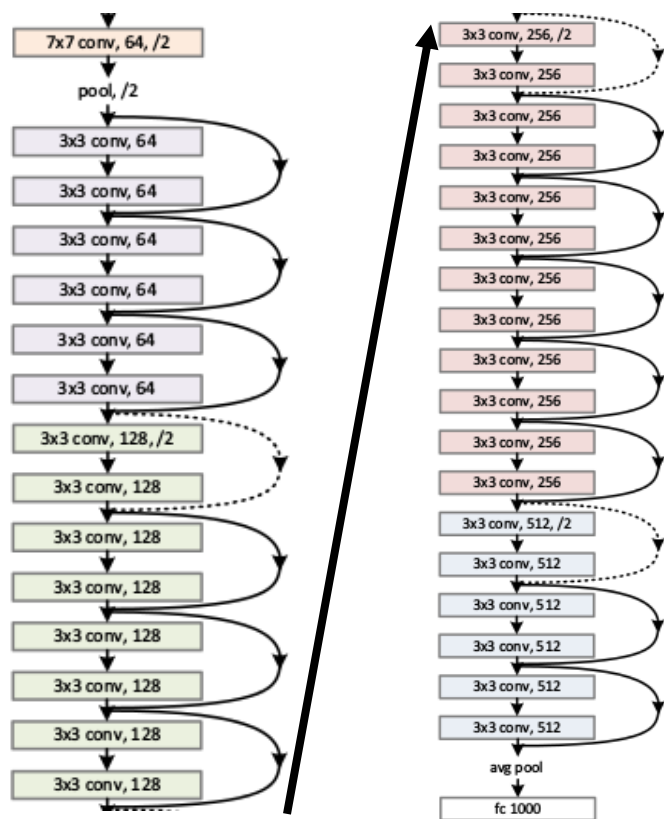 7x7 conv, 64, /2
pool, /2
3x3 conv, 64
3x3 conv, 64
3x3 conv, 64
3x3 conv, 64
3x3 conv, 64
3x3 conv, 64
3x3 conv, 128, /2
3x3 conv, 128
3x3 conv, 128
3x3 conv, 128
3x3 conv, 128
3x3 conv, 128
3x3 conv, 128
3x3 conv, 128
3x3 conv, 256, /2
3x3 conv, 256
3x3 conv, 256
3x3 conv, 256
3x3 conv, 256
3x3 conv, 256
3x3 conv, 256
3x3 conv, 256
3x3 conv, 256
3x3 conv, 256
3x3 conv, 256
3x3 conv, 256
3x3 conv, 512, /2
3x3 conv, 512
3x3 conv, 512
3x3 conv, 512
3x3 conv, 512
3x3 conv, 512
avg pool
fc 1000